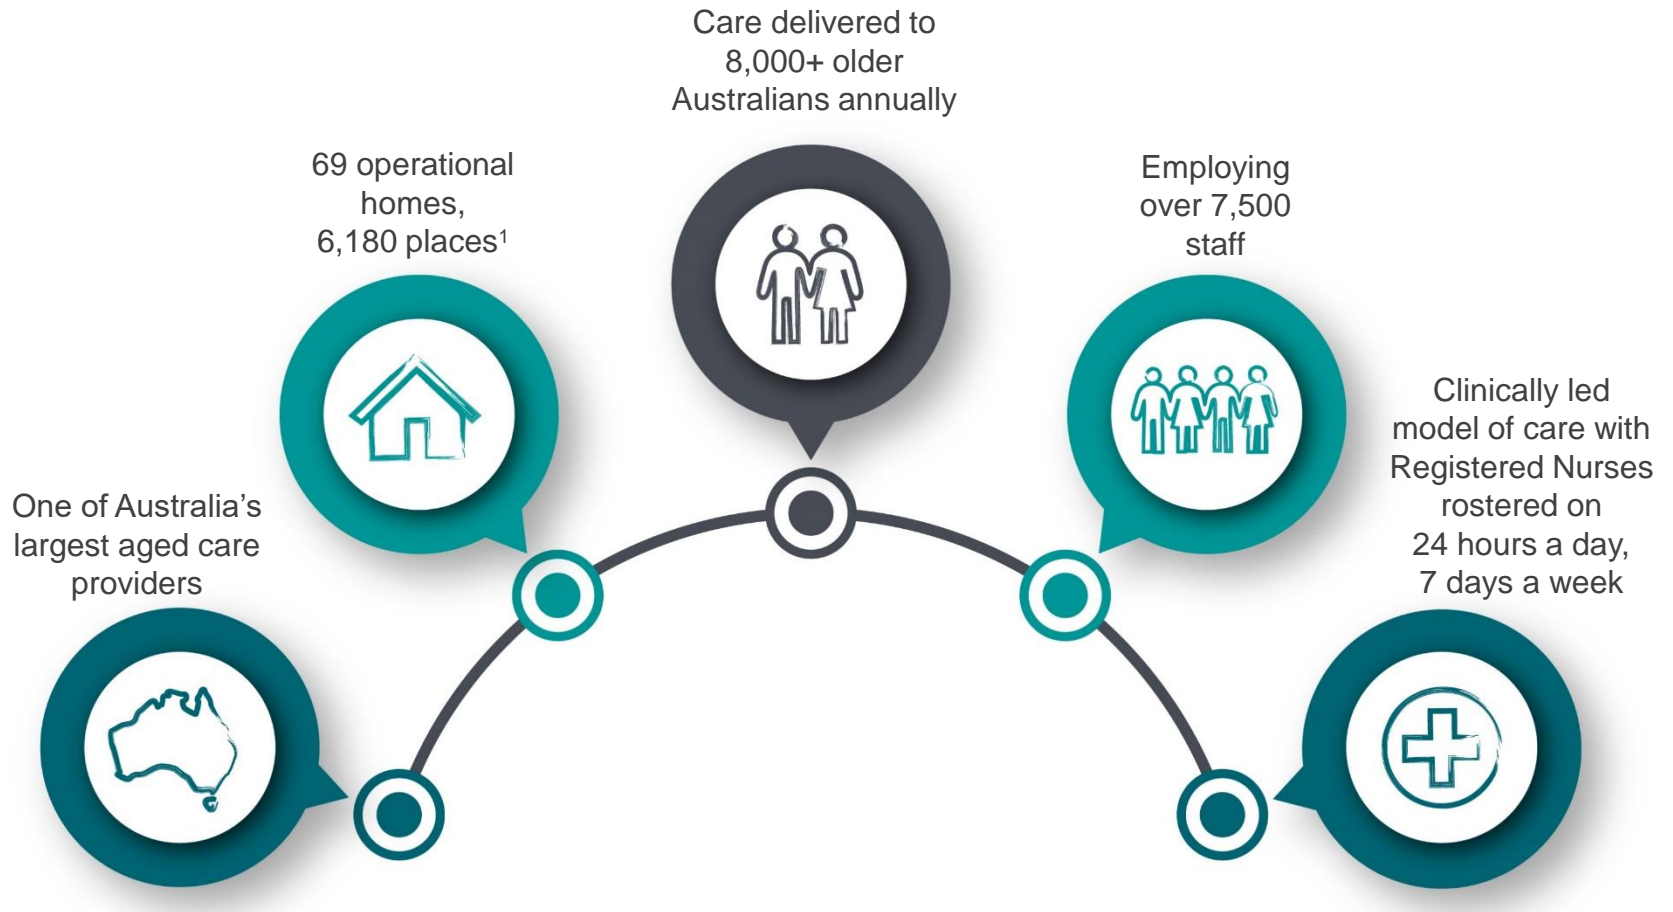 One of Australia's
largest aged care
providers
69 operational
homes,
6,180 places¹
Care delivered to
8,000+ older
Australians annually
Employing
over 7,500
staff
Clinically led
model of care with
Registered Nurses
rostered on
24 hours a day,
7 days a week